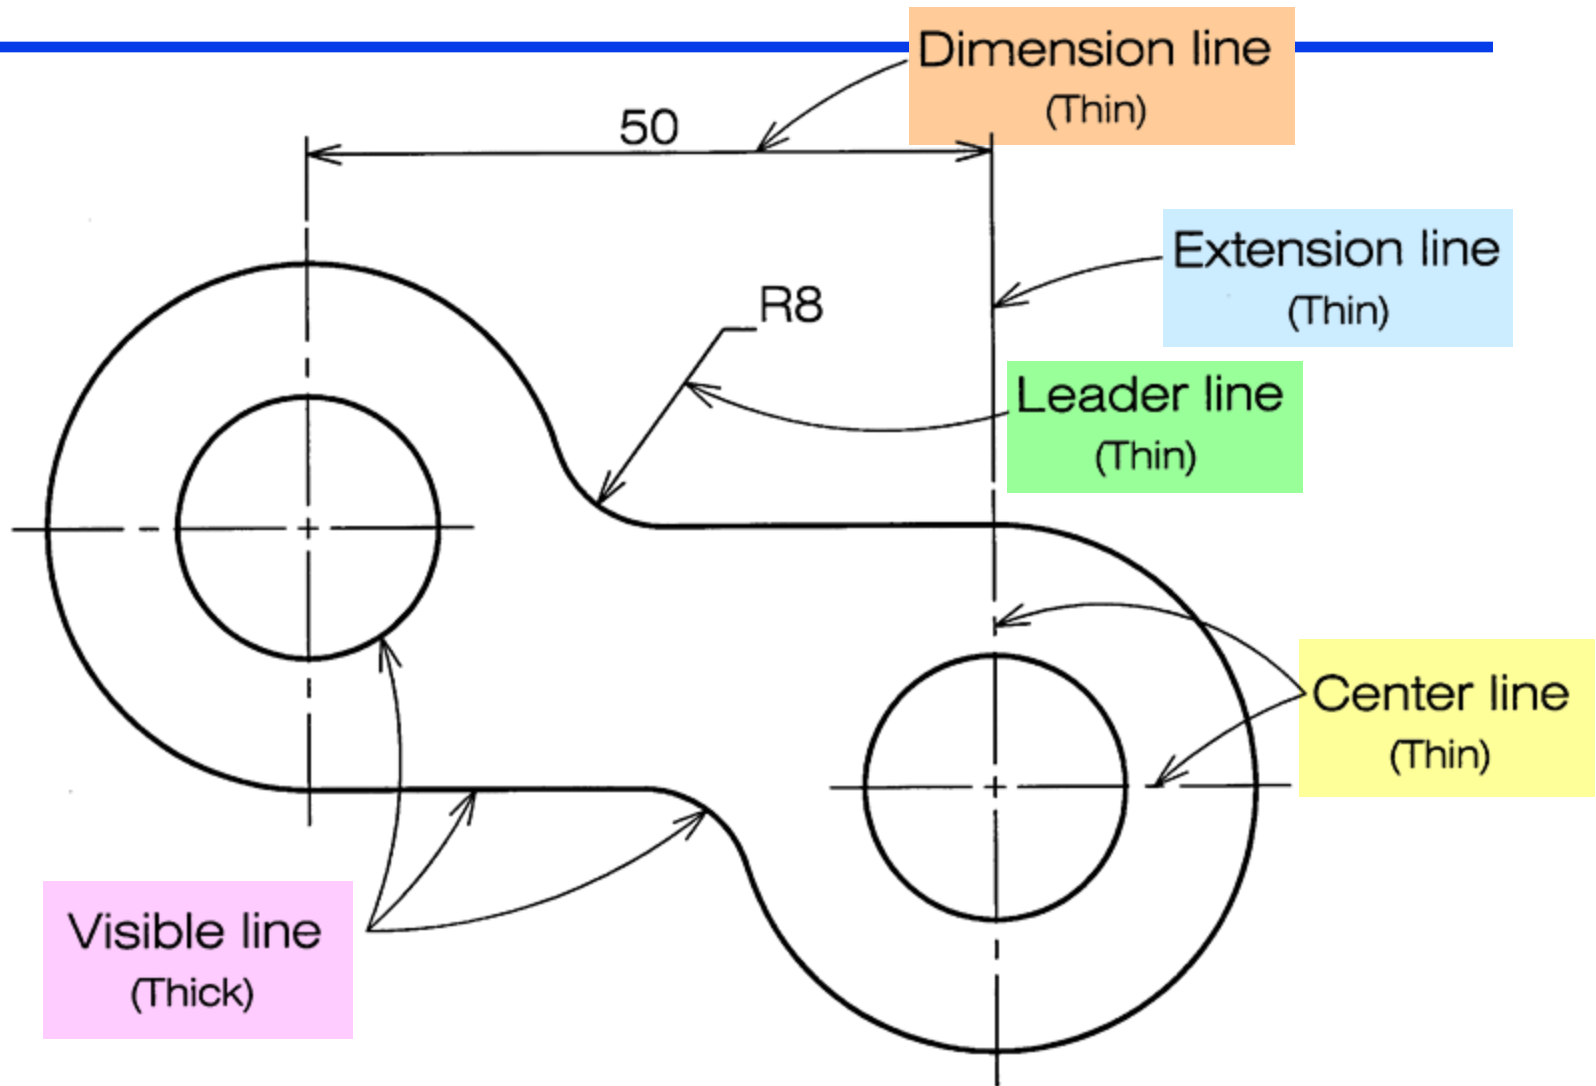 Dimension line
(Thin)
50
Extension line
(Thin)
R8
Leader line
(Thin)
Center line
(Thin)
Visible line
(Thick)